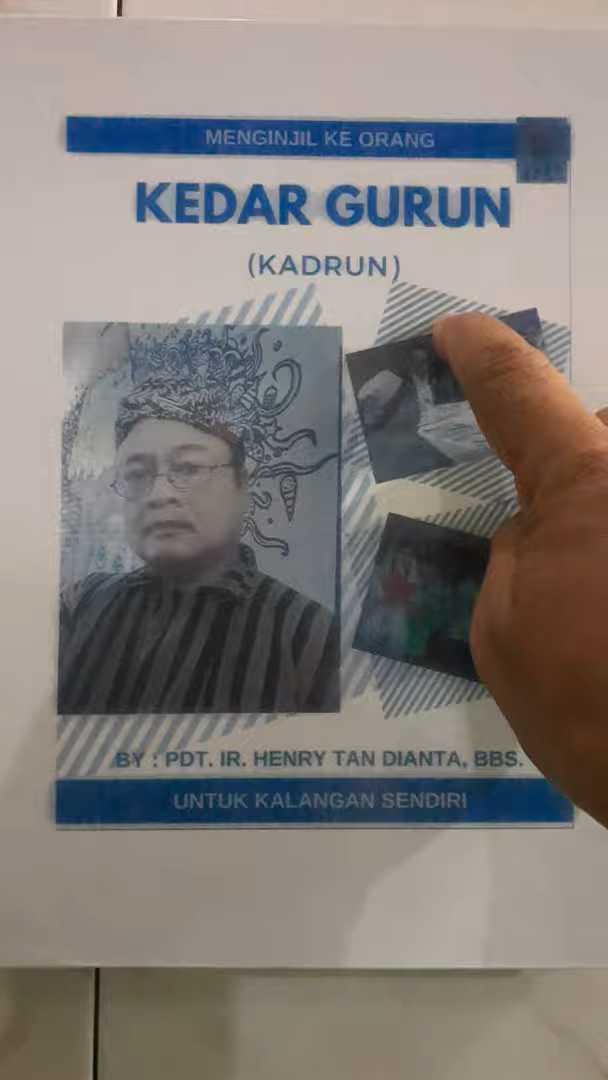 MENGINJIL KE ORANG
KEDAR GURUN
(KADRUN)
BY : PDT. IR. HENRY TAN DIANTA, BBS.
UNTUK KALANGAN SENDIRI